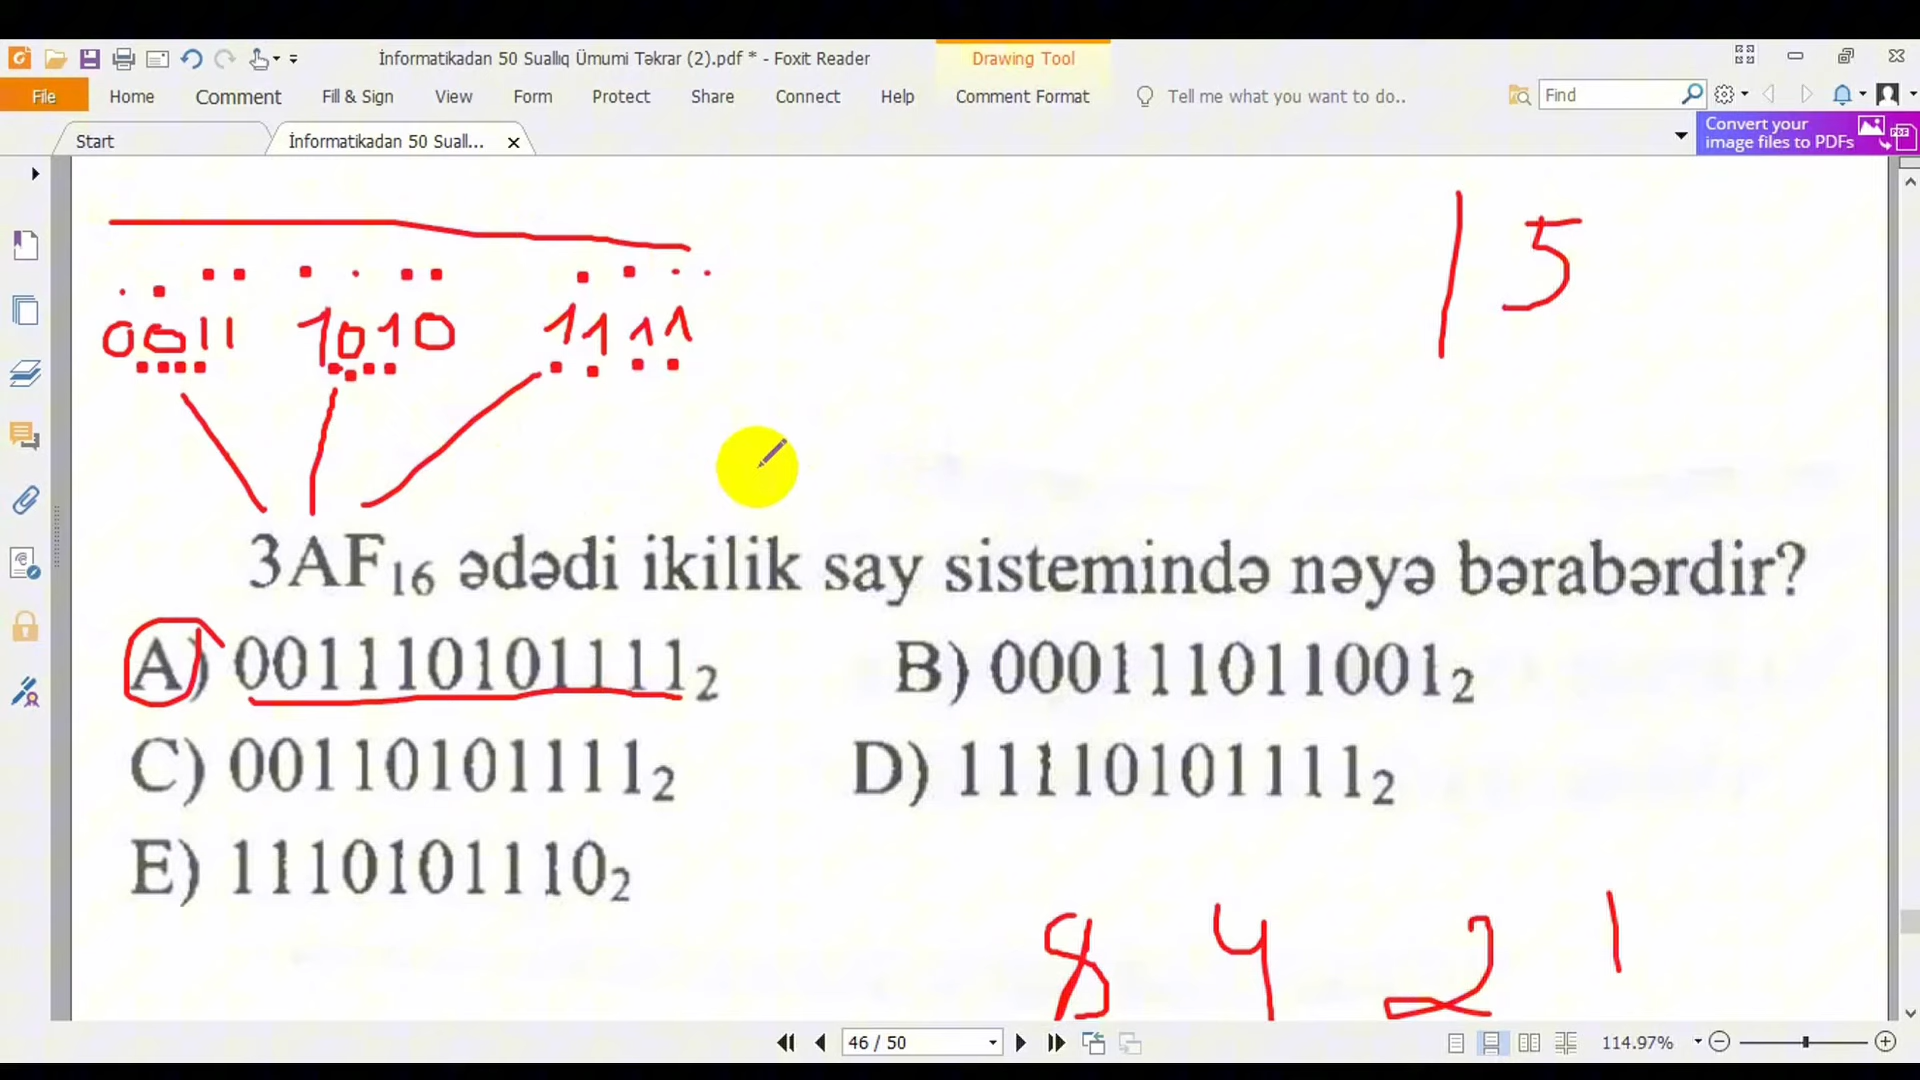 İnformatikadan 50 Suallıq Ümumi Təkrar (2).pdf * - Foxit Reader
Drawing Tool
File Home Comment Fill & Sign View Form Protect Share Connect Help Comment Format Tell me what you want to do.. Find
Start
İnformatikadan 50 Suall...
Convert your
image files to PDFs
15
0011 1010 1111
3AF16 ədədi ikilik say sistemində nəyə bərabərdir?
A) 001110101111₂ B) 000111011001₂
C) 00110101111₂ D) 11110101111₂
E) 1110101110₂
8 4 2 1
46 / 50
114.97%